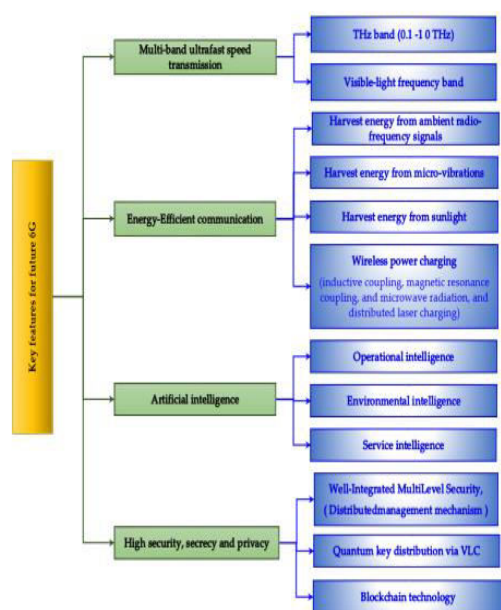 Key features for future 6G
Multi-band ultrafast speed
transmission
THz band (0.1 -1 0 THz)
Visible-light frequency band
Energy-Efficient communication
Harvest energy from ambient radio-
frequency signals
Harvest energy from micro-vibrations
Harvest energy from sunlight
Wireless power charging
(inductive coupling, magnetic resonance
coupling, and microwave radiation, and
distributed laser charging)
Artificial intelligence
Operational intelligence
Environmental intelligence
Service intelligence
High security, secrecy and privacy
Well-Integrated MultiLevel Security,
( Distributedmanagement mechanism )
Quantum key distribution via VLC
Blockchain technology